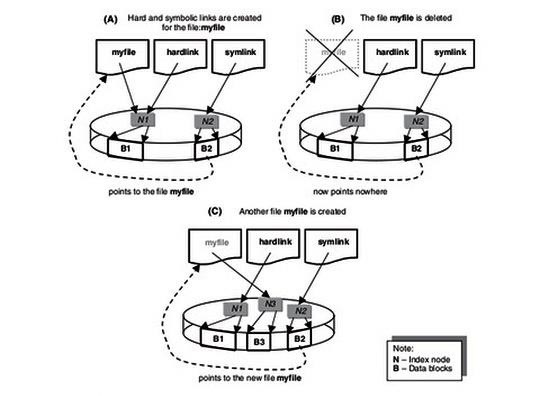 (A) Hard and symbolic links are created
for the file:myfile
myfile hardlink symlink
N1 N2
B1 B2
points to the file myfile
(B) The file myfile is deleted
myfile hardlink symlink
N1 N2
B1 B2
now points nowhere
(C) Another file myfile is created
myfile hardlink symlink
N1 N3 N2
B1 B3 B2
points to the new file myfile
Note:
N – Index node
B – Data blocks